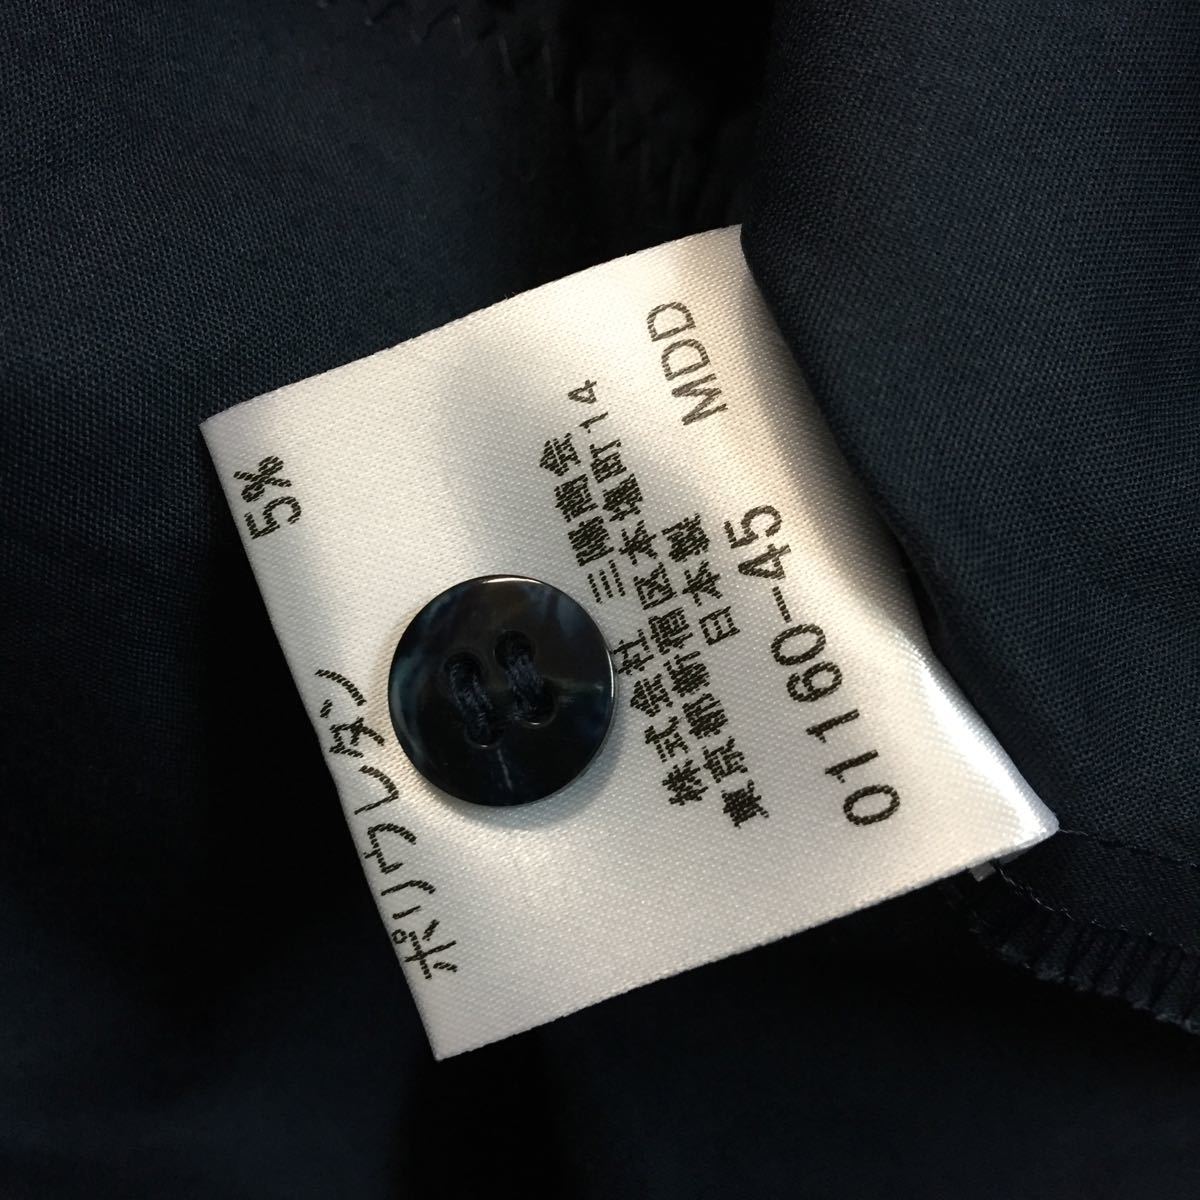 ポリウレタン 5%
株式会社 三陽商会
東京都新宿区本塩町14
日本製
01160-45 MDD